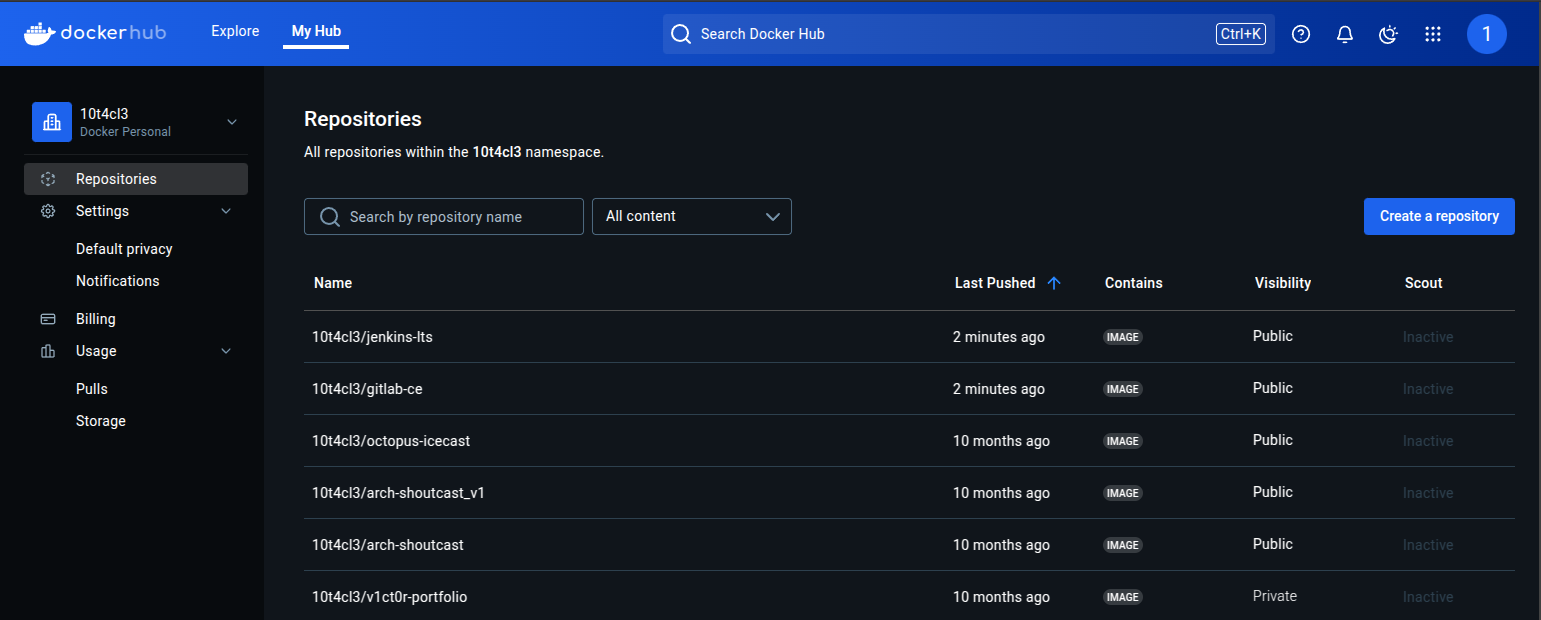 dockerhub Explore My Hub Search Docker Hub Ctrl+K 1
10t4cl3
Docker Personal
Repositories
Settings
Default privacy
Notifications
Billing
Usage
Pulls
Storage
Repositories
All repositories within the 10t4cl3 namespace.
Search by repository name All content Create a repository
Name Last Pushed Contains Visibility Scout
10t4cl3/jenkins-lts 2 minutes ago IMAGE Public Inactive
10t4cl3/gitlab-ce 2 minutes ago IMAGE Public Inactive
10t4cl3/octopus-icecast 10 months ago IMAGE Public Inactive
10t4cl3/arch-shoutcast_v1 10 months ago IMAGE Public Inactive
10t4cl3/arch-shoutcast 10 months ago IMAGE Public Inactive
10t4cl3/v1ct0r-portfolio 10 months ago IMAGE Private Inactive